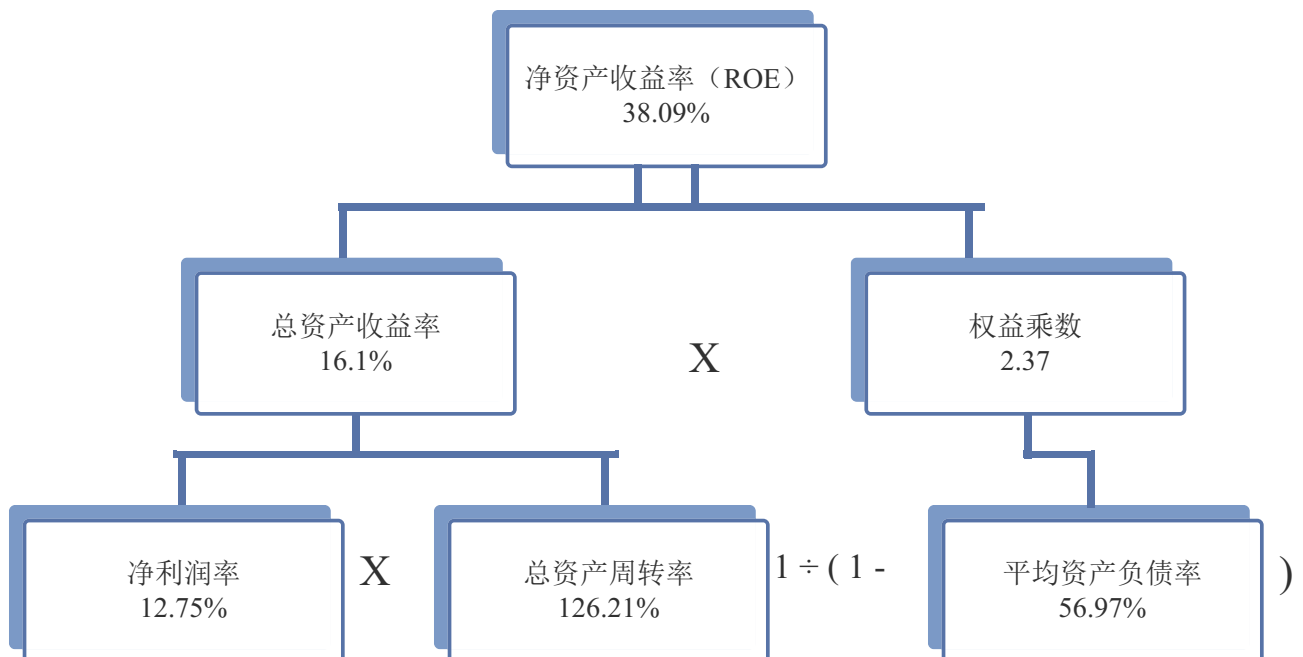 净资产收益率（ROE）
38.09%
总资产收益率
16.1%
X
权益乘数
2.37
净利润率
12.75%
X
总资产周转率
126.21%
1 ÷ ( 1 -
平均资产负债率
56.97%
)